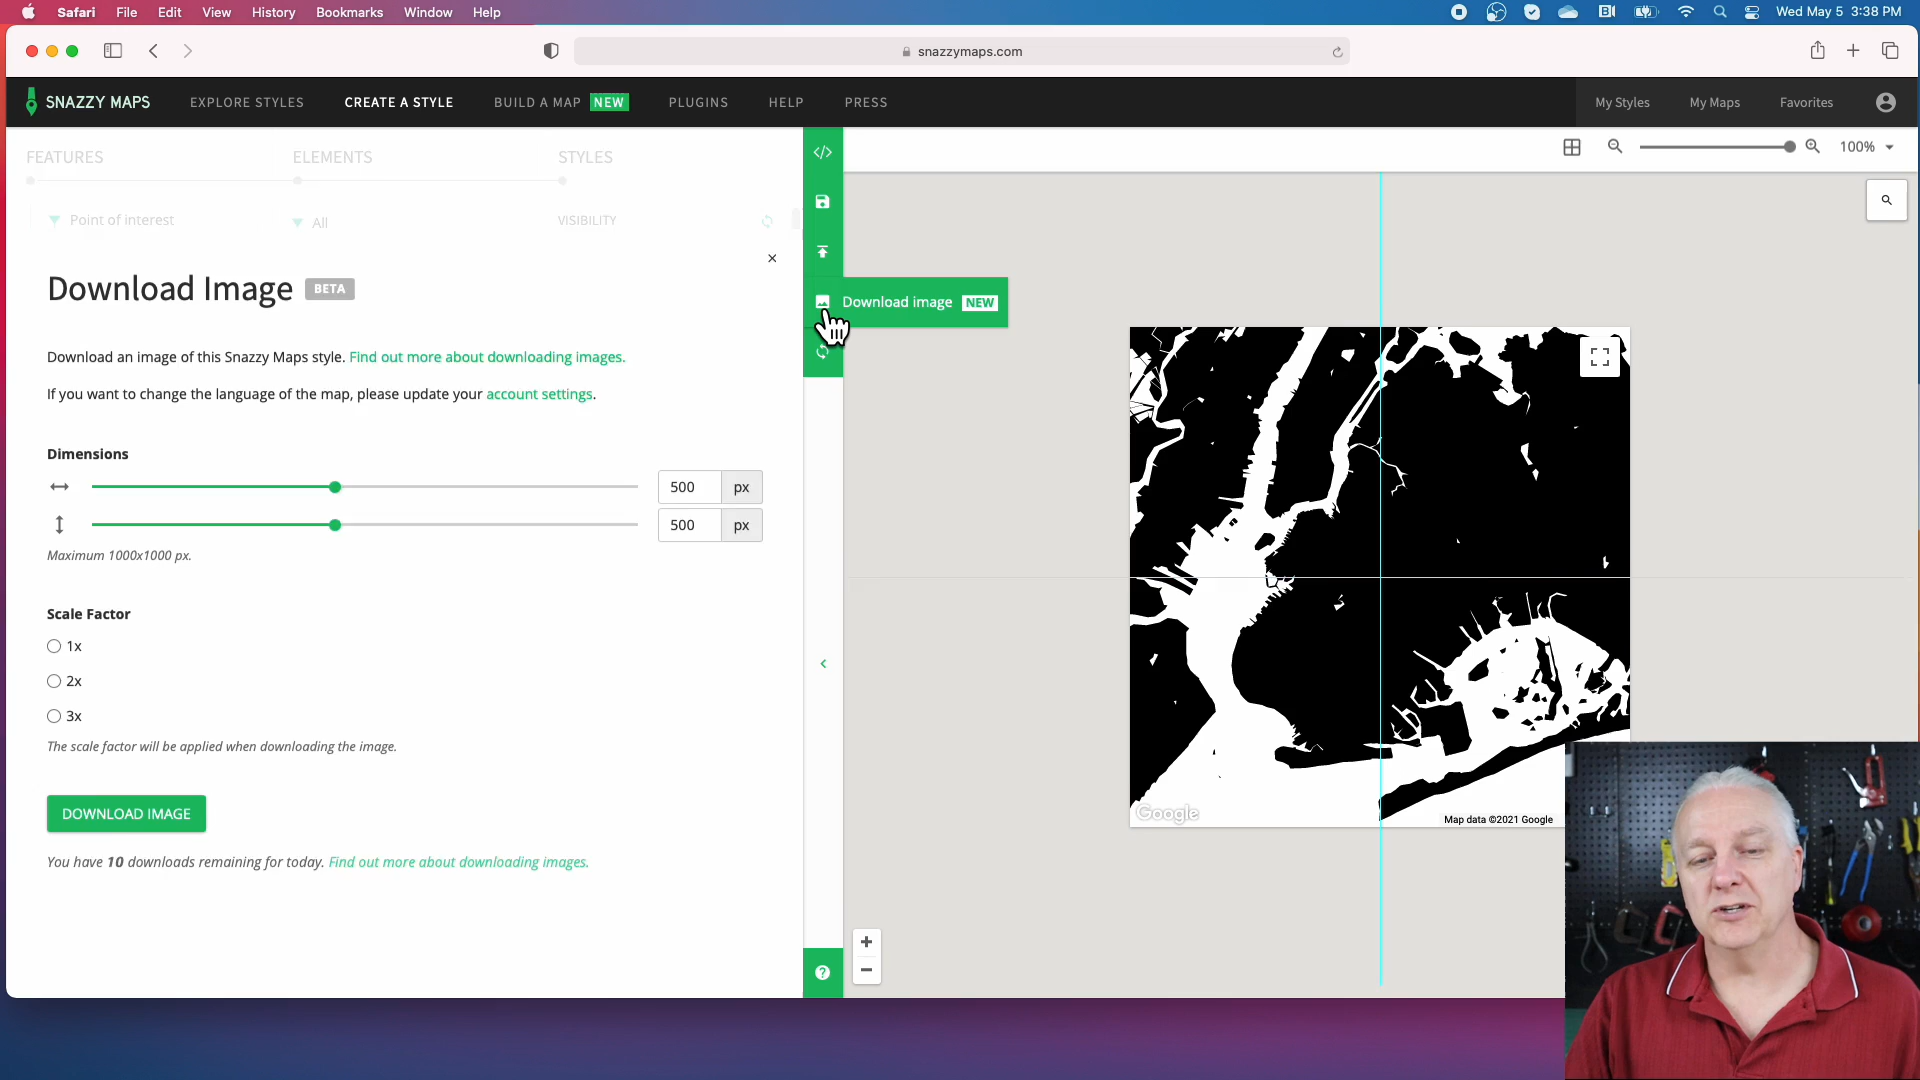 Safari File Edit View History Bookmarks Window Help
Wed May 5 3:38 PM
snazzymaps.com
SNAZZY MAPS EXPLORE STYLES CREATE A STYLE BUILD A MAP NEW PLUGINS HELP PRESS My Styles My Maps Favorites
FEATURES ELEMENTS STYLES
100%
Point of interest All VISIBILITY
Download Image BETA
Download image NEW
Download an image of this Snazzy Maps style. Find out more about downloading images.
If you want to change the language of the map, please update your account settings.
Dimensions
500 px
500 px
Maximum 1000x1000 px.
Scale Factor
1x
2x
3x
The scale factor will be applied when downloading the image.
DOWNLOAD IMAGE
Google
Map data ©2021 Google
You have 10 downloads remaining for today. Find out more about downloading images.